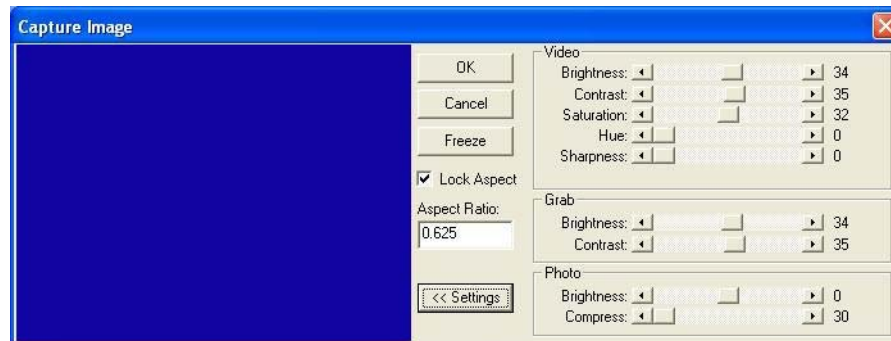 Capture Image
OK
Cancel
Freeze
Lock Aspect
Aspect Ratio:
0.625
<< Settings
Video
Brightness: 34
Contrast: 35
Saturation: 32
Hue: 0
Sharpness: 0
Grab
Brightness: 34
Contrast: 35
Photo
Brightness: 0
Compress: 30